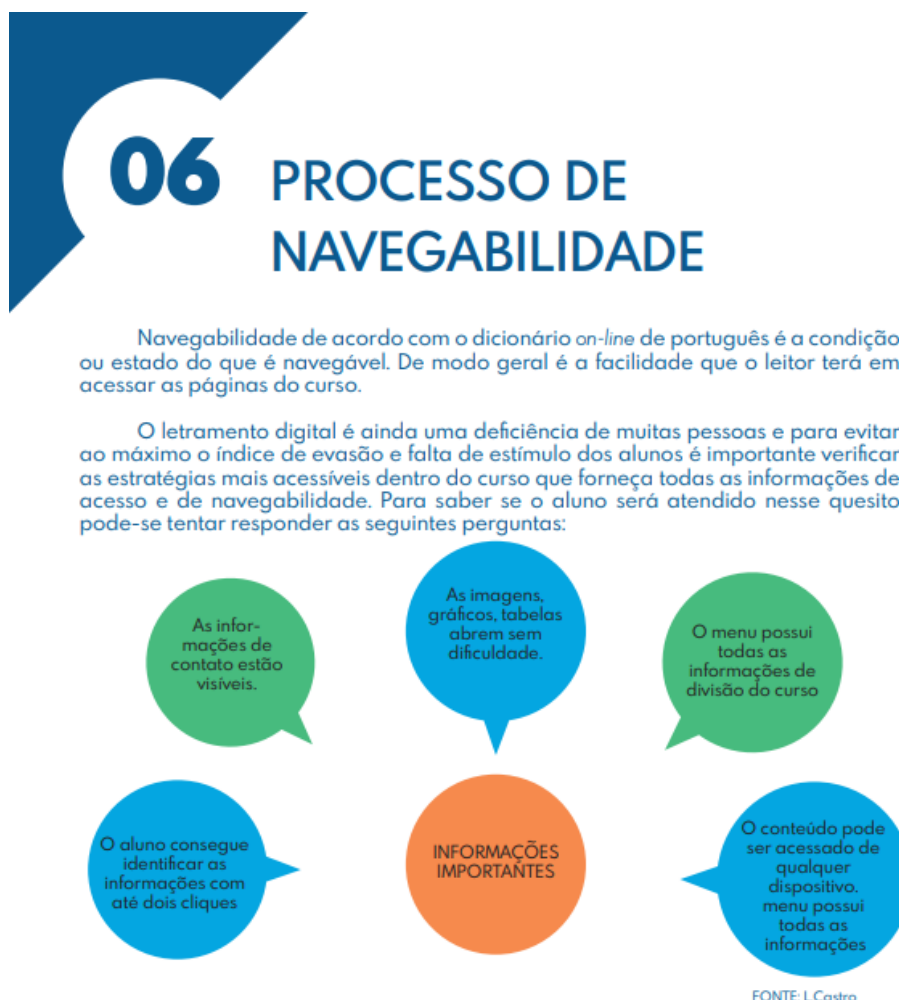 06
PROCESSO DE
NAVEGABILIDADE
Navegabilidade de acordo com o dicionário on-line de português é a condição
ou estado do que é navegável. De modo geral é a facilidade que o leitor terá em
acessar as páginas do curso.
O letramento digital é ainda uma deficiência de muitas pessoas e para evitar
ao máximo o índice de evasão e falta de estímulo dos alunos é importante verificar
as estratégias mais acessíveis dentro do curso que forneça todas as informações de
acesso e de navegabilidade. Para saber se o aluno será atendido nesse quesito
pode-se tentar responder as seguintes perguntas:
As infor-
mações de
contato estão
visíveis.
As imagens,
gráficos, tabelas
abrem sem
dificuldade.
O menu possui
todas as
informações de
divisão do curso
O aluno consegue
identificar as
informações com
até dois cliques
INFORMAÇÕES
IMPORTANTES
O conteúdo pode
ser acessado de
qualquer
dispositivo.
menu possui
todas as
informações
FONTE: L.Castro